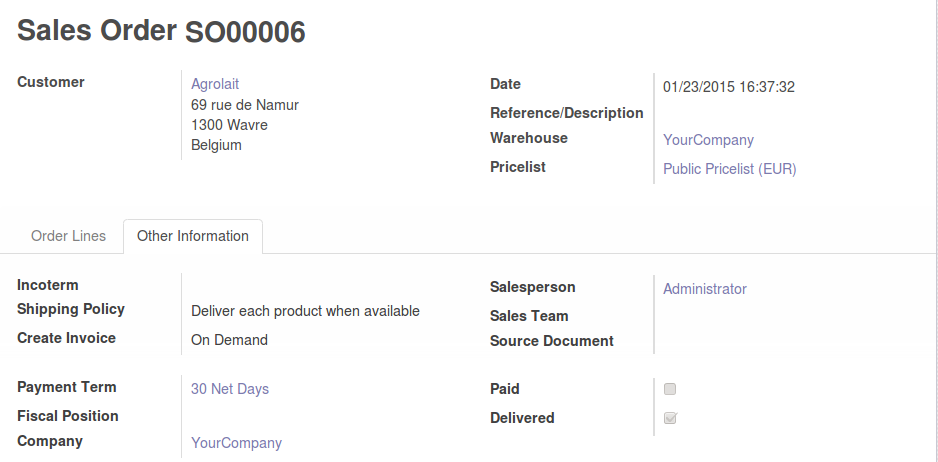 Sales Order SO00006
Customer Agrolait
69 rue de Namur
1300 Wavre
Belgium
Date 01/23/2015 16:37:32
Reference/Description
Warehouse YourCompany
Pricelist Public Pricelist (EUR)
Order Lines Other Information
Incoterm
Shipping Policy Deliver each product when available
Create Invoice On Demand
Salesperson Administrator
Sales Team
Source Document
Payment Term 30 Net Days
Fiscal Position
Company YourCompany
Paid
Delivered